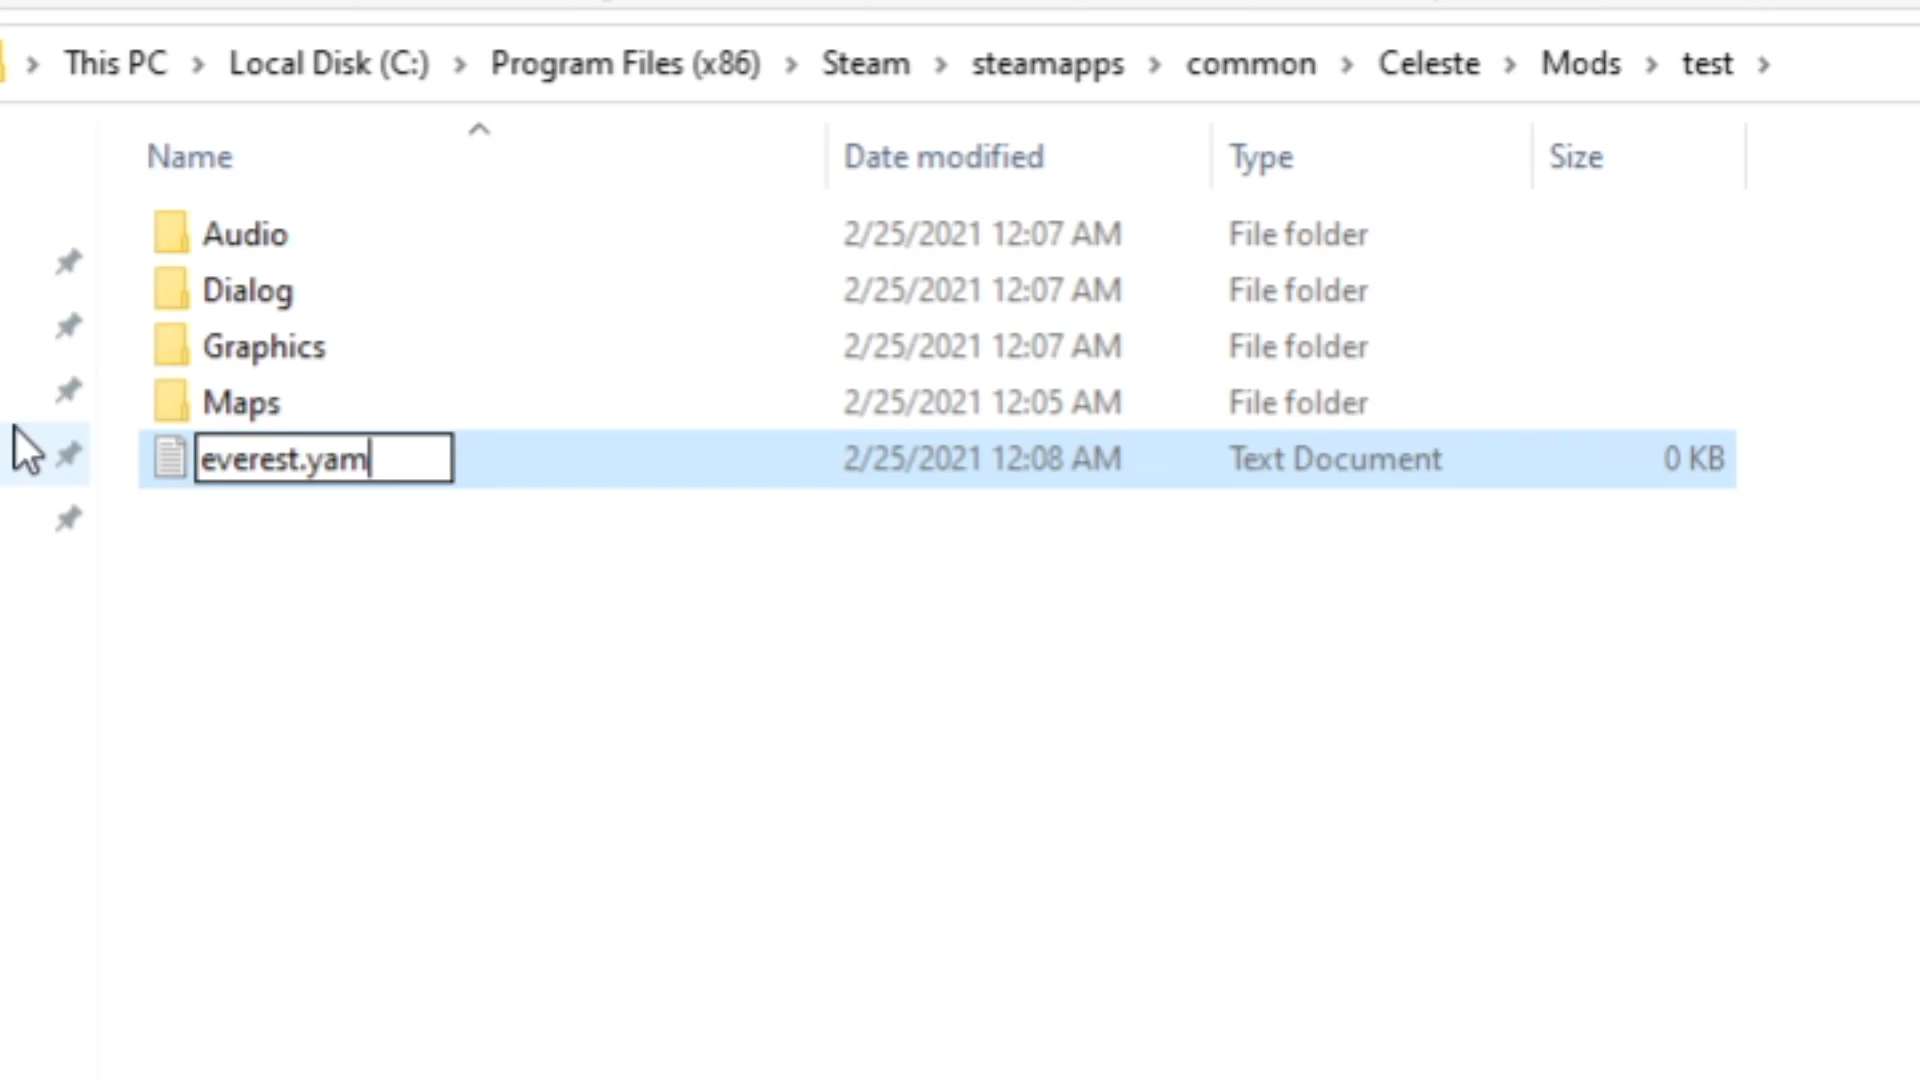 This PC > Local Disk (C:) > Program Files (x86) > Steam > steamapps > common > Celeste > Mods > test >
Name Date modified Type Size
Audio 2/25/2021 12:07 AM File folder
Dialog 2/25/2021 12:07 AM File folder
Graphics 2/25/2021 12:07 AM File folder
Maps 2/25/2021 12:05 AM File folder
everest.yam 2/25/2021 12:08 AM Text Document 0 KB